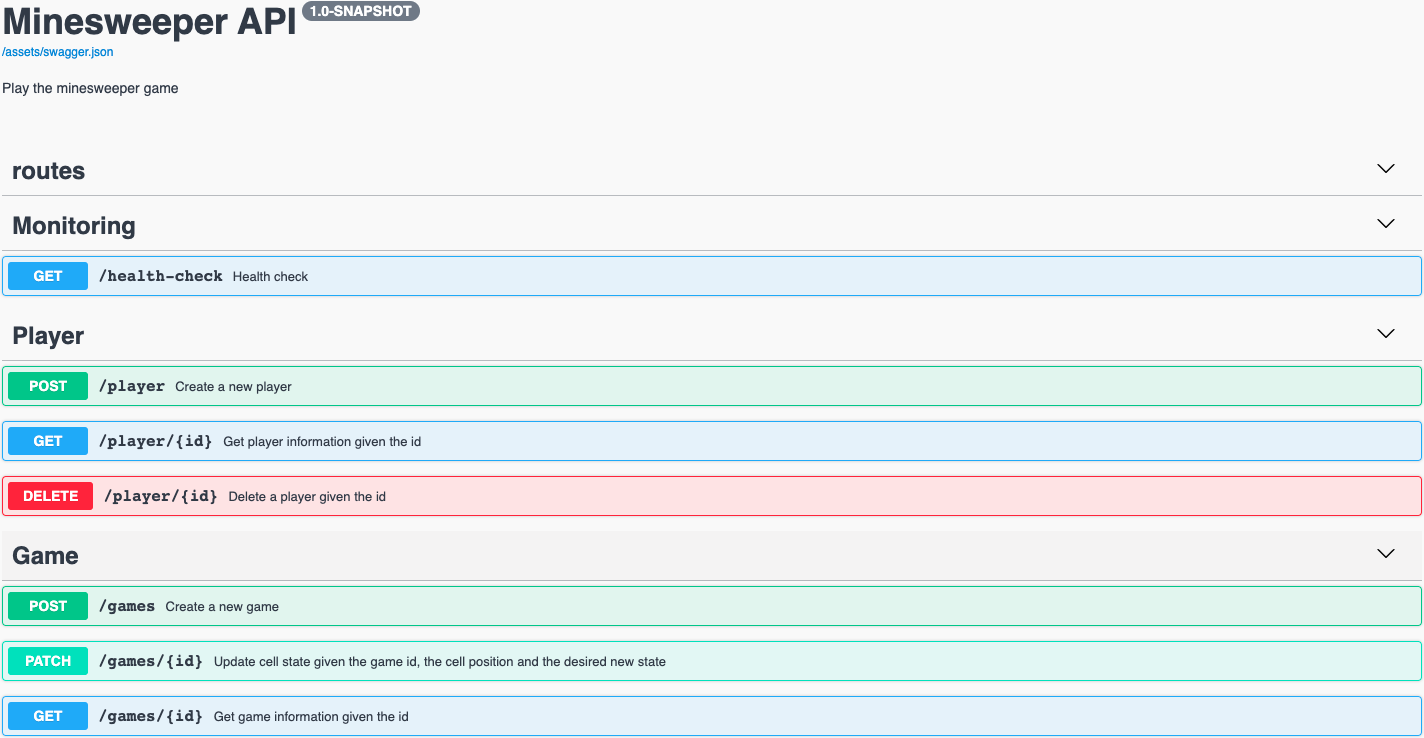 Minesweeper API 1.0-SNAPSHOT
/assets/swagger.json
Play the minesweeper game
routes
Monitoring
GET /health-check Health check
Player
POST /player Create a new player
GET /player/{id} Get player information given the id
DELETE /player/{id} Delete a player given the id
Game
POST /games Create a new game
PATCH /games/{id} Update cell state given the game id, the cell position and the desired new state
GET /games/{id} Get game information given the id